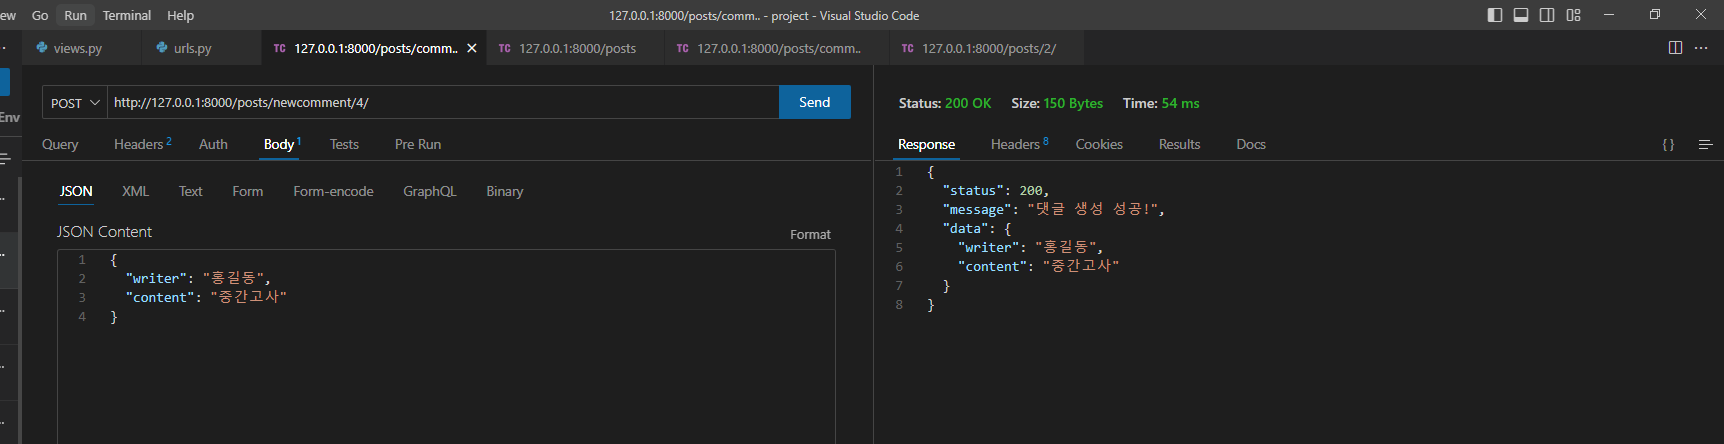 ew Go Run Terminal Help 127.0.0.1:8000/posts/comm.. - project - Visual Studio Code
views.py urls.py TC 127.0.0.1:8000/posts/comm.. TC 127.0.0.1:8000/posts TC 127.0.0.1:8000/posts/comm.. TC 127.0.0.1:8000/posts/2/
POST http://127.0.0.1:8000/posts/newcomment/4/ Send
Status: 200 OK Size: 150 Bytes Time: 54 ms
Env
Query Headers 2 Auth Body 1 Tests Pre Run
Response Headers 8 Cookies Results Docs {}
JSON XML Text Form Form-encode GraphQL Binary
JSON Content Format
1 {
2 "writer": "홍길동",
3 "content": "중간고사"
4 }
1 {
2 "status": 200,
3 "message": "댓글 생성 성공!",
4 "data": {
5 "writer": "홍길동",
6 "content": "중간고사"
7 }
8 }